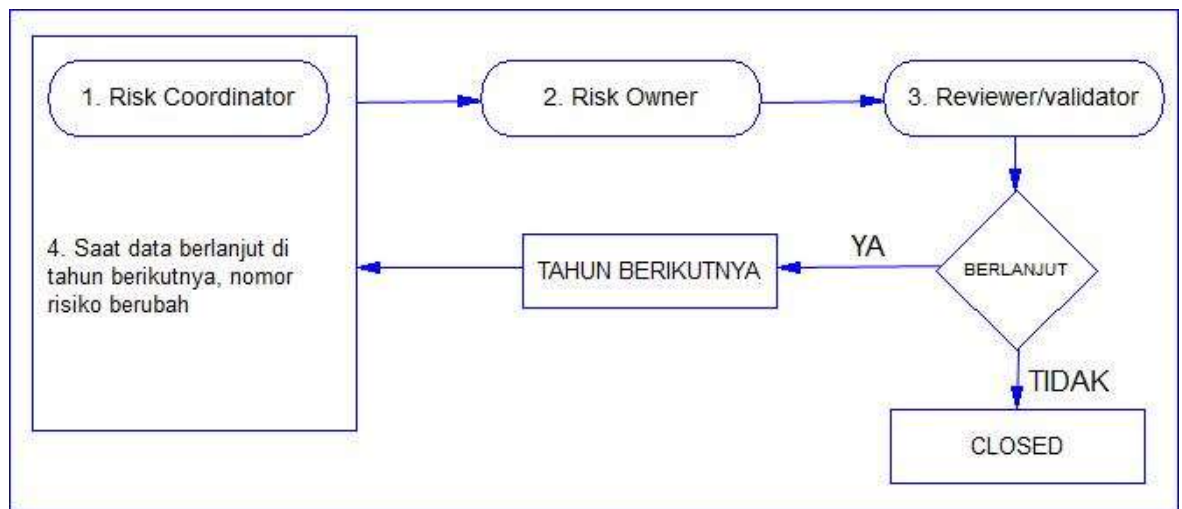 1. Risk Coordinator
2. Risk Owner
3. Reviewer/validator
4. Saat data berlanjut di
tahun berikutnya, nomor
risiko berubah
TAHUN BERIKUTNYA
YA
BERLANJUT
TIDAK
CLOSED